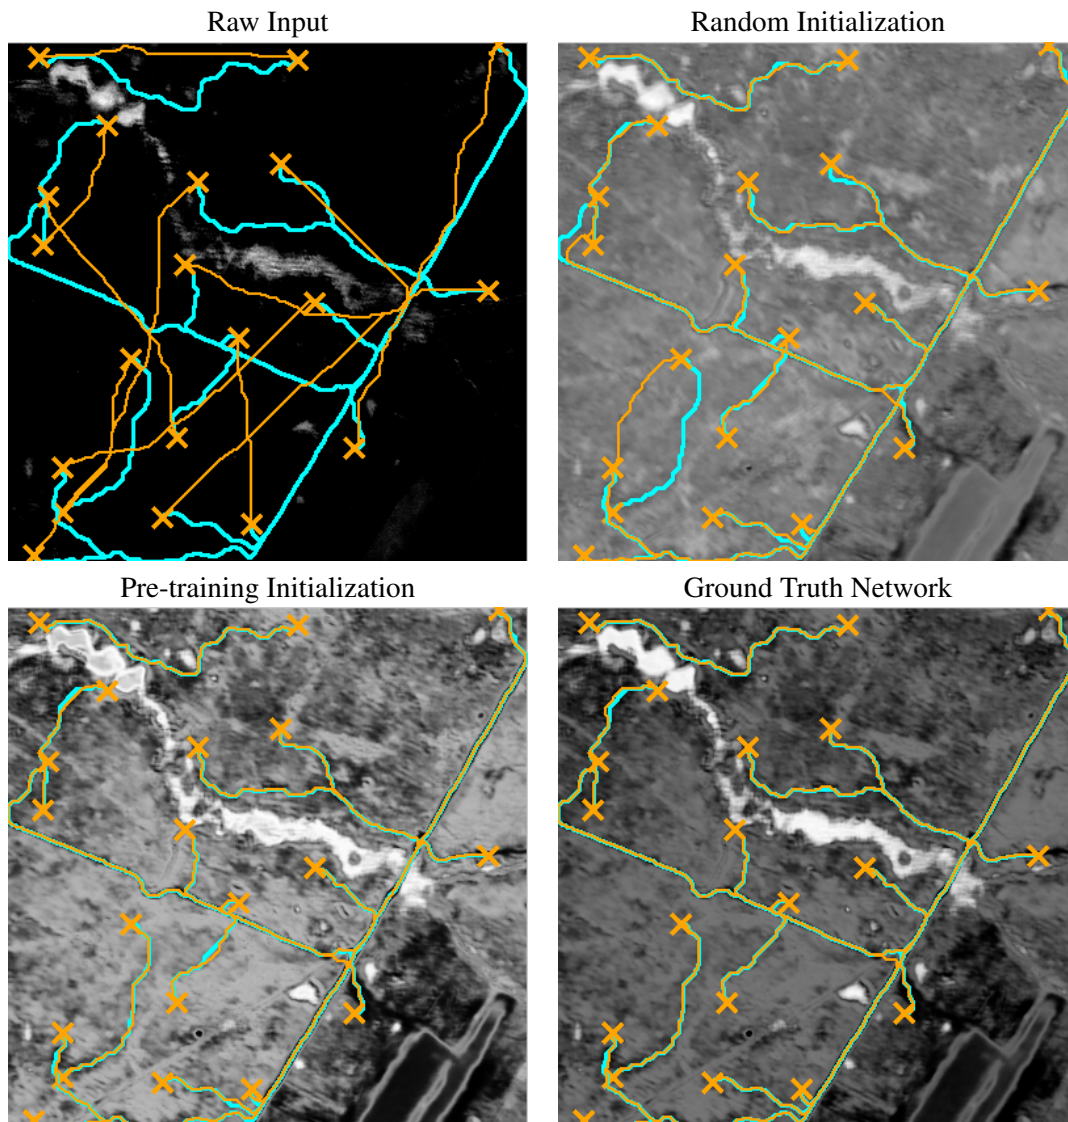 Raw Input
Random Initialization
Pre-training Initialization
Ground Truth Network